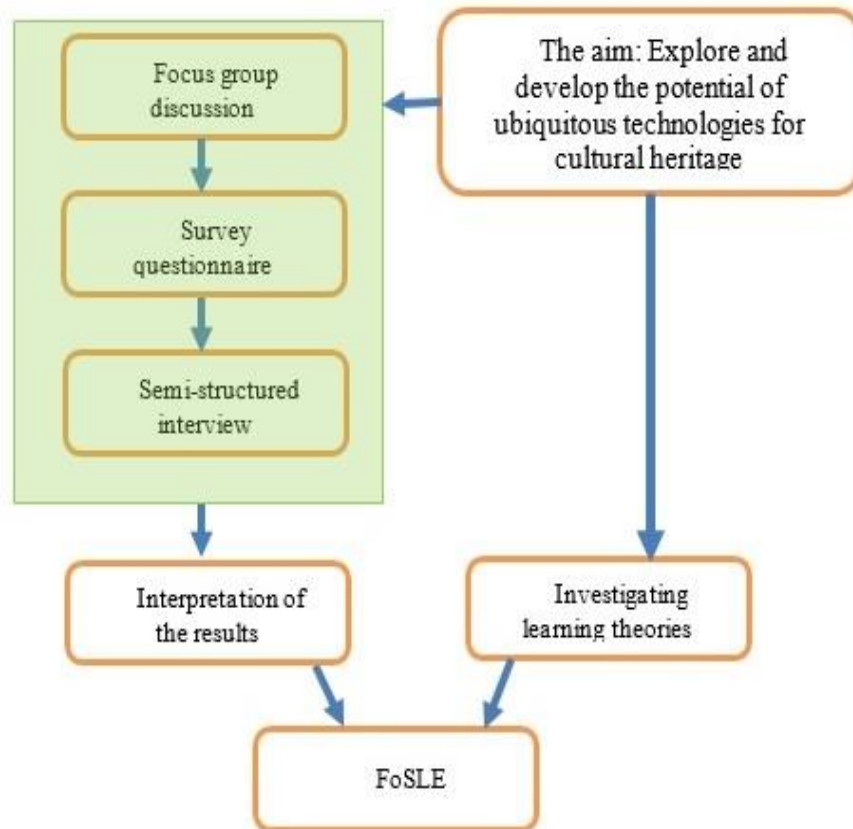 Focus group
discussion
The aim: Explore and
develop the potential of
ubiquitous technologies for
cultural heritage
Survey
questionnaire
Semi-structured
interview
Interpretation of
the results
Investigating
learning theories
FoSLE